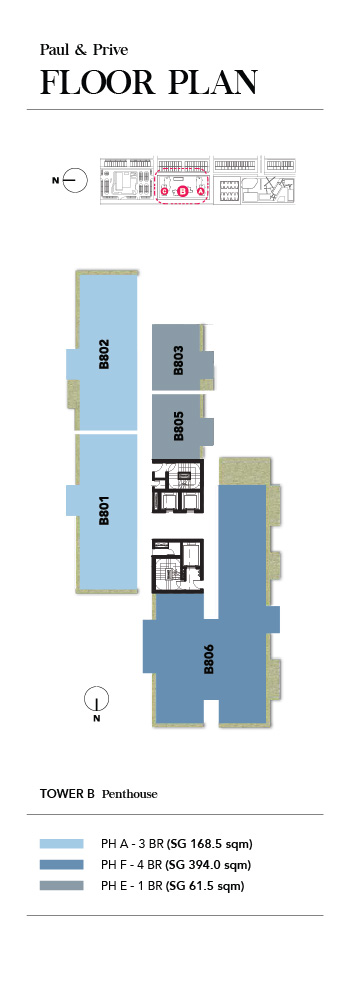 Paul & Prive
FLOOR PLAN
N
C B A
B802
B803
B805
B801
B806
N
TOWER B Penthouse
PH A - 3 BR (SG 168.5 sqm)
PH F - 4 BR (SG 394.0 sqm)
PH E - 1 BR (SG 61.5 sqm)